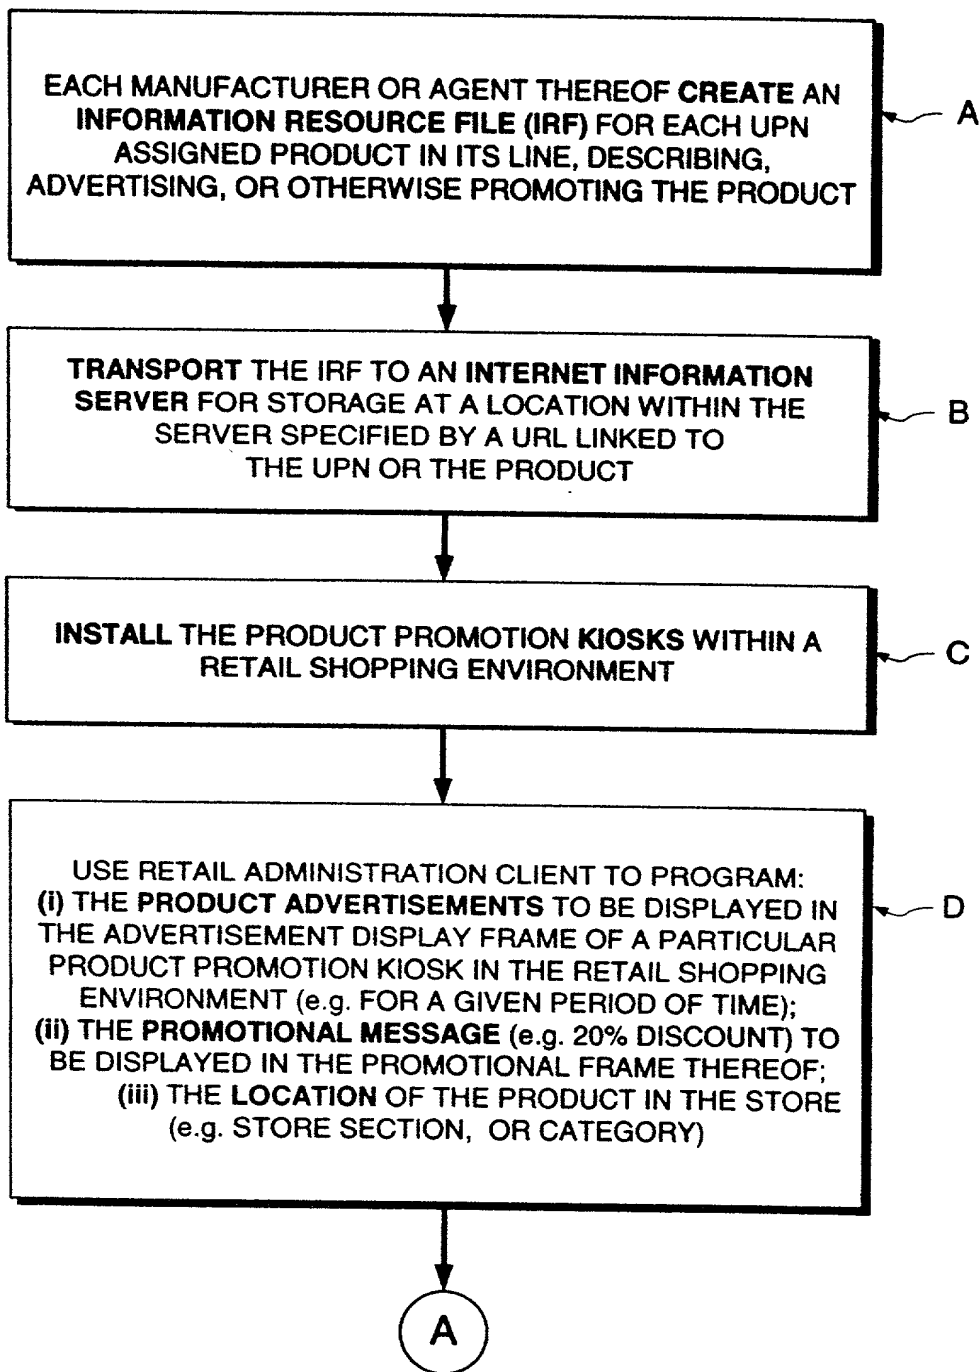 EACH MANUFACTURER OR AGENT THEREOF CREATE AN
INFORMATION RESOURCE FILE (IRF) FOR EACH UPN
ASSIGNED PRODUCT IN ITS LINE, DESCRIBING,
ADVERTISING, OR OTHERWISE PROMOTING THE PRODUCT
A
TRANSPORT THE IRF TO AN INTERNET INFORMATION
SERVER FOR STORAGE AT A LOCATION WITHIN THE
SERVER SPECIFIED BY A URL LINKED TO
THE UPN OR THE PRODUCT
B
INSTALL THE PRODUCT PROMOTION KIOSKS WITHIN A
RETAIL SHOPPING ENVIRONMENT
C
USE RETAIL ADMINISTRATION CLIENT TO PROGRAM:
(i) THE PRODUCT ADVERTISEMENTS TO BE DISPLAYED IN
THE ADVERTISEMENT DISPLAY FRAME OF A PARTICULAR
PRODUCT PROMOTION KIOSK IN THE RETAIL SHOPPING
ENVIRONMENT (e.g. FOR A GIVEN PERIOD OF TIME);
(ii) THE PROMOTIONAL MESSAGE (e.g. 20% DISCOUNT) TO
BE DISPLAYED IN THE PROMOTIONAL FRAME THEREOF;
(iii) THE LOCATION OF THE PRODUCT IN THE STORE
(e.g. STORE SECTION, OR CATEGORY)
D
A